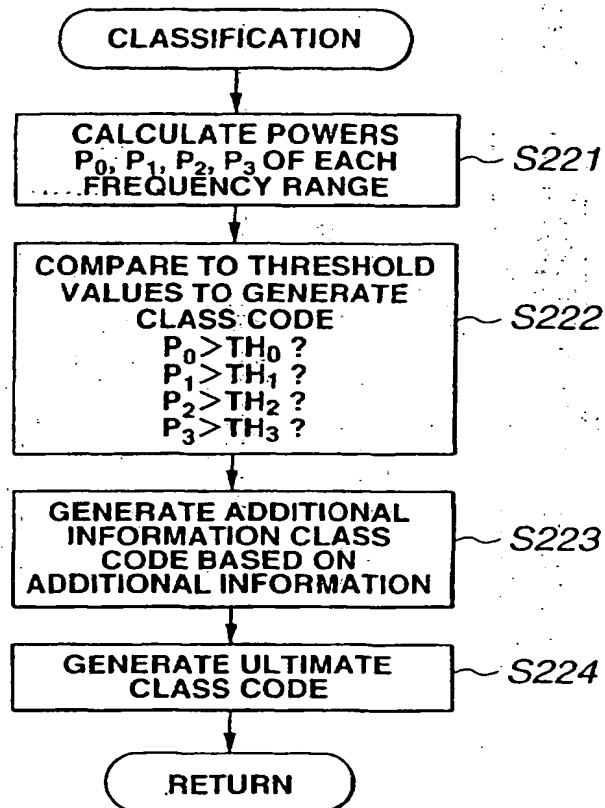 CLASSIFICATION
CALCULATE POWERS
P0, P1, P2, P3 OF EACH
FREQUENCY RANGE
S221
COMPARE TO THRESHOLD
VALUES TO GENERATE
CLASS CODE
P0>TH0 ?
P1>TH1 ?
P2>TH2 ?
P3>TH3 ?
S222
GENERATE ADDITIONAL
INFORMATION CLASS
CODE BASED ON
ADDITIONAL INFORMATION
S223
GENERATE ULTIMATE
CLASS CODE
S224
RETURN